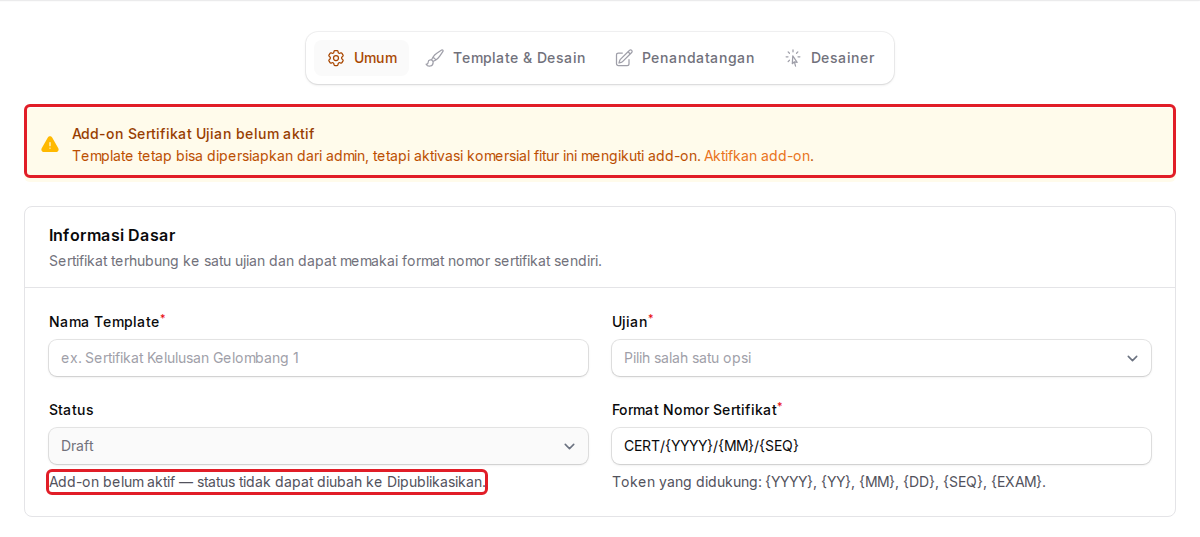 Umum
Template & Desain
Penandatangan
Desainer
Add-on Sertifikat Ujian belum aktif
Template tetap bisa dipersiapkan dari admin, tetapi aktivasi komersial fitur ini mengikuti add-on. Aktifkan add-on.
Informasi Dasar
Sertifikat terhubung ke satu ujian dan dapat memakai format nomor sertifikat sendiri.
Nama Template*
Ujian*
ex. Sertifikat Kelulusan Gelombang 1
Pilih salah satu opsi
Status
Format Nomor Sertifikat*
Draft
CERT/{YYYY}/{MM}/{SEQ}
Add-on belum aktif — status tidak dapat diubah ke Dipublikasikan.
Token yang didukung: {YYYY}, {YY}, {MM}, {DD}, {SEQ}, {EXAM}.